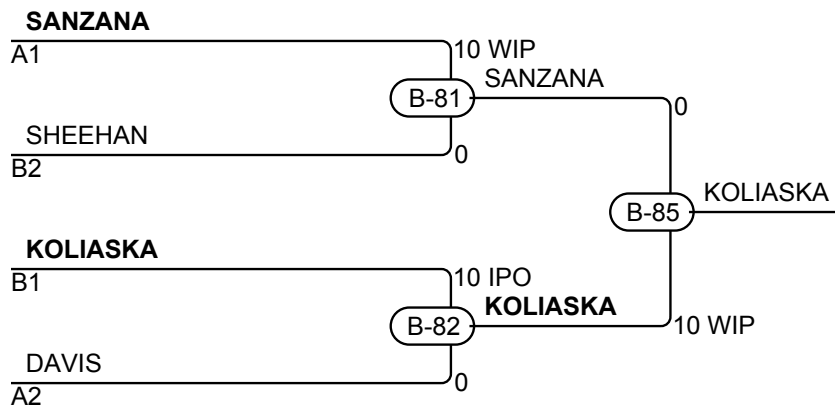 SANZANA
A1
10 WIP
B-81
SANZANA
0
SHEEHAN
B2
0
B-85
KOLIASKA
KOLIASKA
B1
10 IPO
B-82
KOLIASKA
10 WIP
DAVIS
A2
0